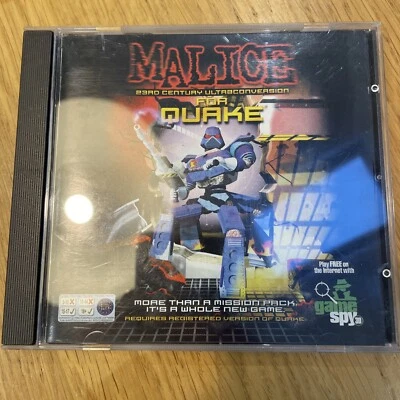 MALICE
23RD CENTURY ULTRACONVERSION
FOR
QUAKE
Play FREE on
the Internet with
game
spy
MORE THAN A MISSION PACK,
IT'S A WHOLE NEW GAME.
REQUIRES REGISTERED VERSION OF QUAKE